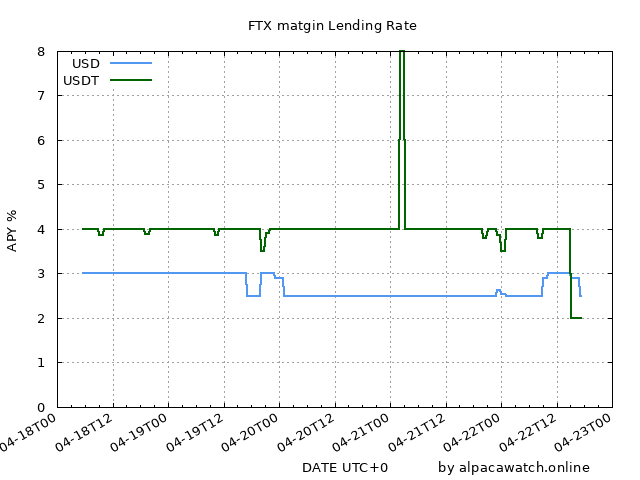 FTX matgin Lending Rate
USD
USDT
8
7
6
5
4
3
2
1
0
APY %
04-18T00
04-18T12
04-19T00
04-19T12
04-20T00
04-20T12
04-21T00
04-21T12
04-22T00
04-22T12
04-23T00
DATE UTC+0
by alpacawatch.online